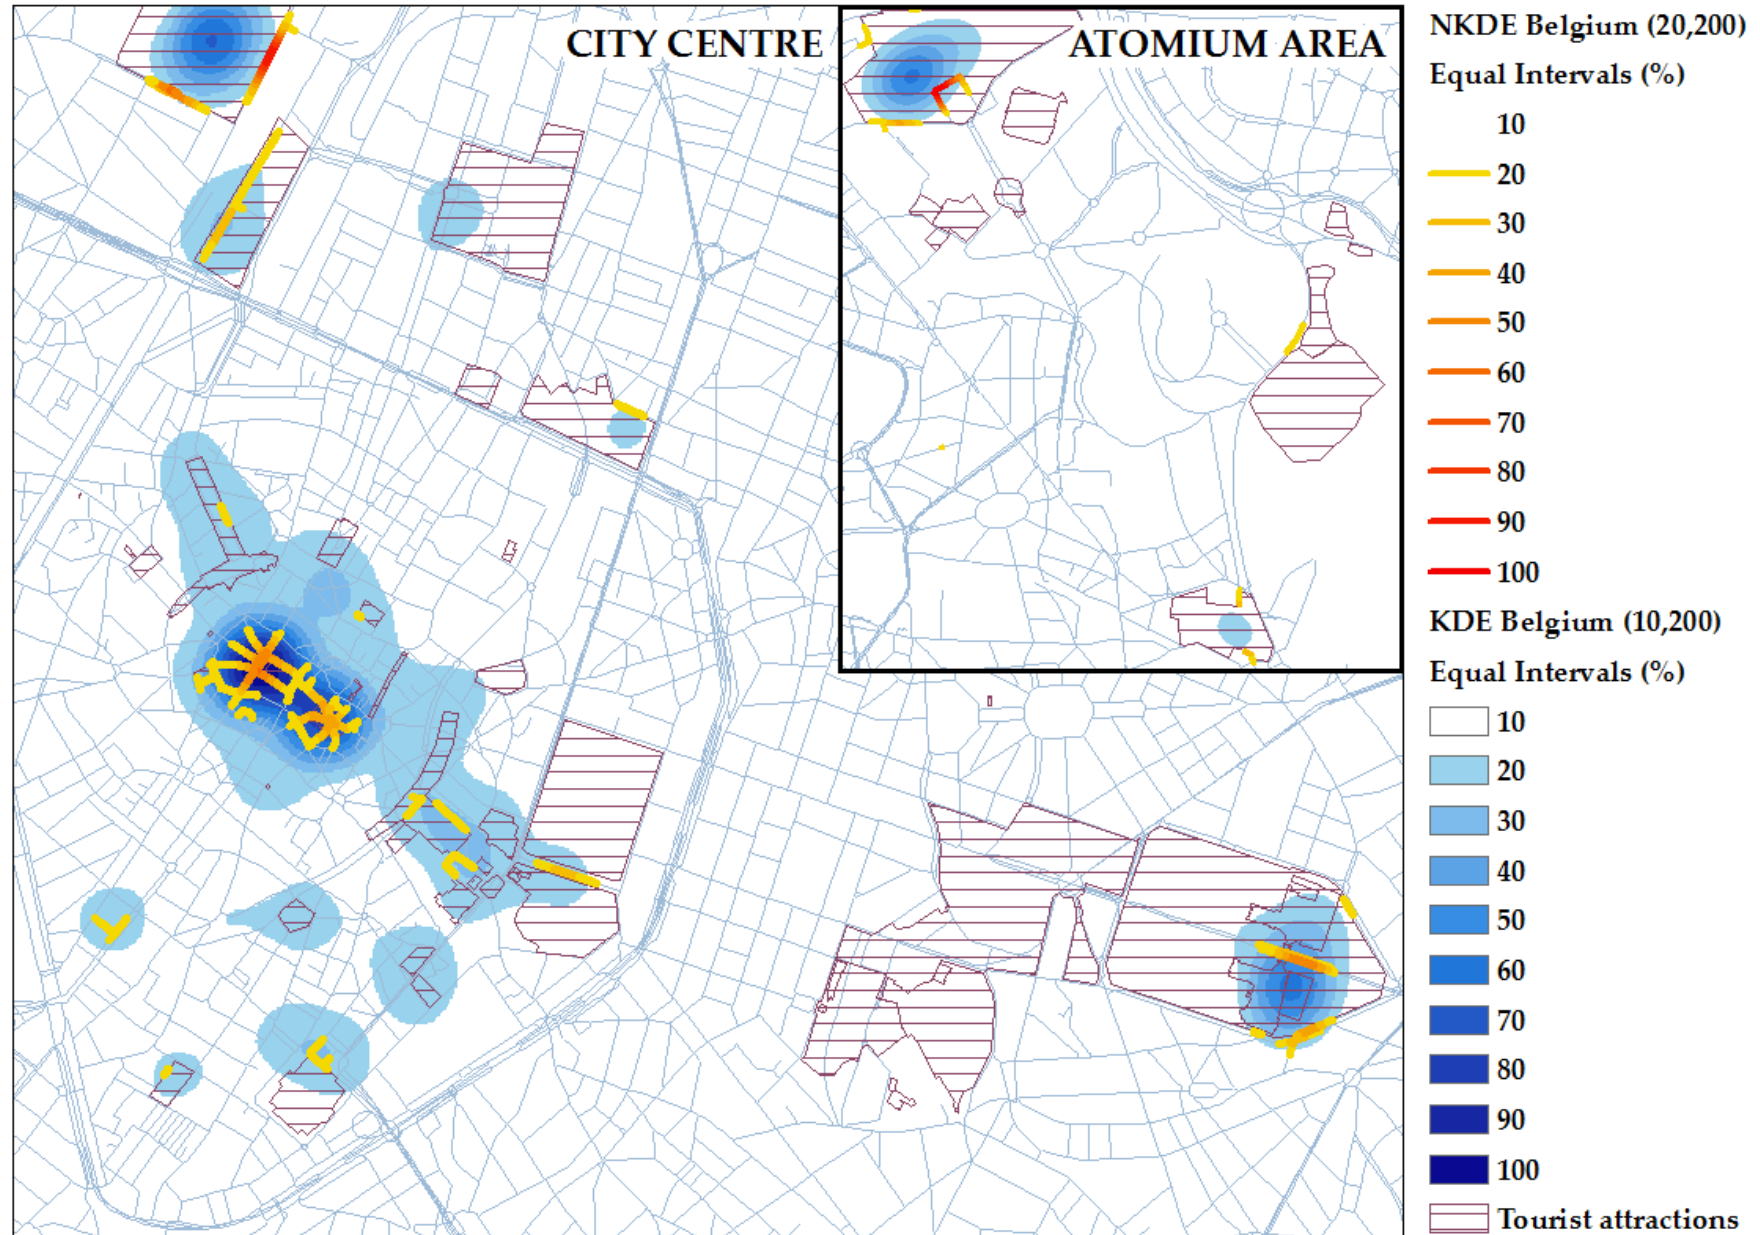 CITY CENTRE
ATOMIUM AREA
NKDE Belgium (20,200)
Equal Intervals (%)
10
20
30
40
50
60
70
80
90
100
KDE Belgium (10,200)
Equal Intervals (%)
10
20
30
40
50
60
70
80
90
100
Tourist attractions